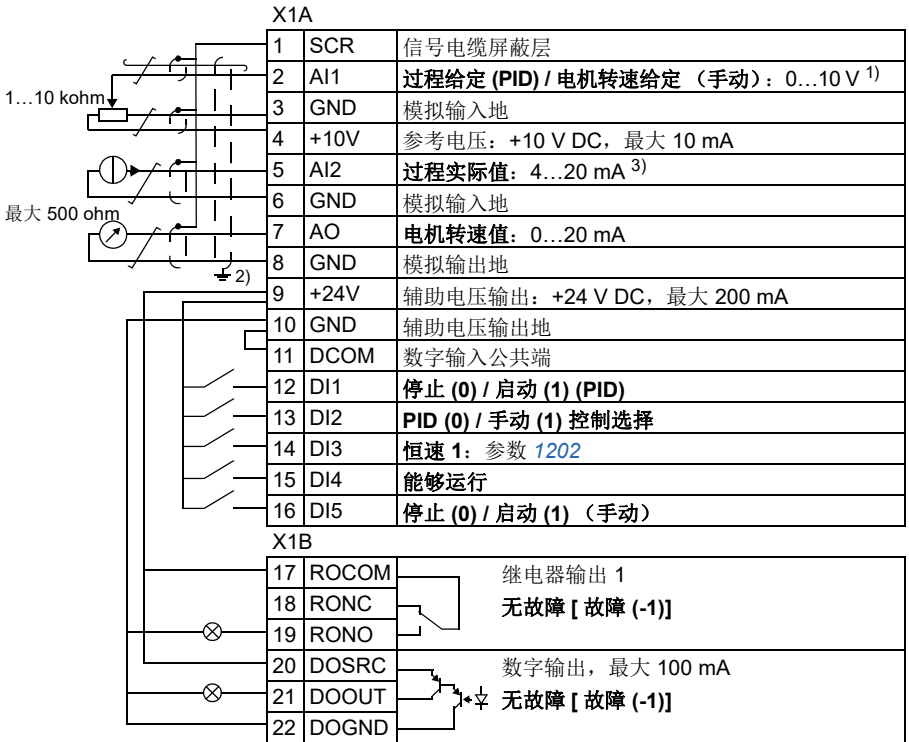 X1A
1 SCR 信号电缆屏蔽层
2 AI1 过程给定 (PID) / 电机转速给定 （手动）：0…10 V 1)
1…10 kohm
3 GND 模拟输入地
4 +10V 参考电压：+10 V DC，最大 10 mA
5 AI2 过程实际值：4…20 mA 3)
6 GND 模拟输入地
最大 500 ohm
7 AO 电机转速值：0…20 mA
8 GND 模拟输出地
2)
9 +24V 辅助电压输出：+24 V DC，最大 200 mA
10 GND 辅助电压输出地
11 DCOM 数字输入公共端
12 DI1 停止 (0) / 启动 (1) (PID)
13 DI2 PID (0) / 手动 (1) 控制选择
14 DI3 恒速 1：参数 1202
15 DI4 能够运行
16 DI5 停止 (0) / 启动 (1) （手动）
X1B
17 ROCOM 继电器输出 1
18 RONC 无故障 [ 故障 (-1)]
19 RONO
20 DOSRC 数字输出，最大 100 mA
21 DOOUT 无故障 [ 故障 (-1)]
22 DOGND